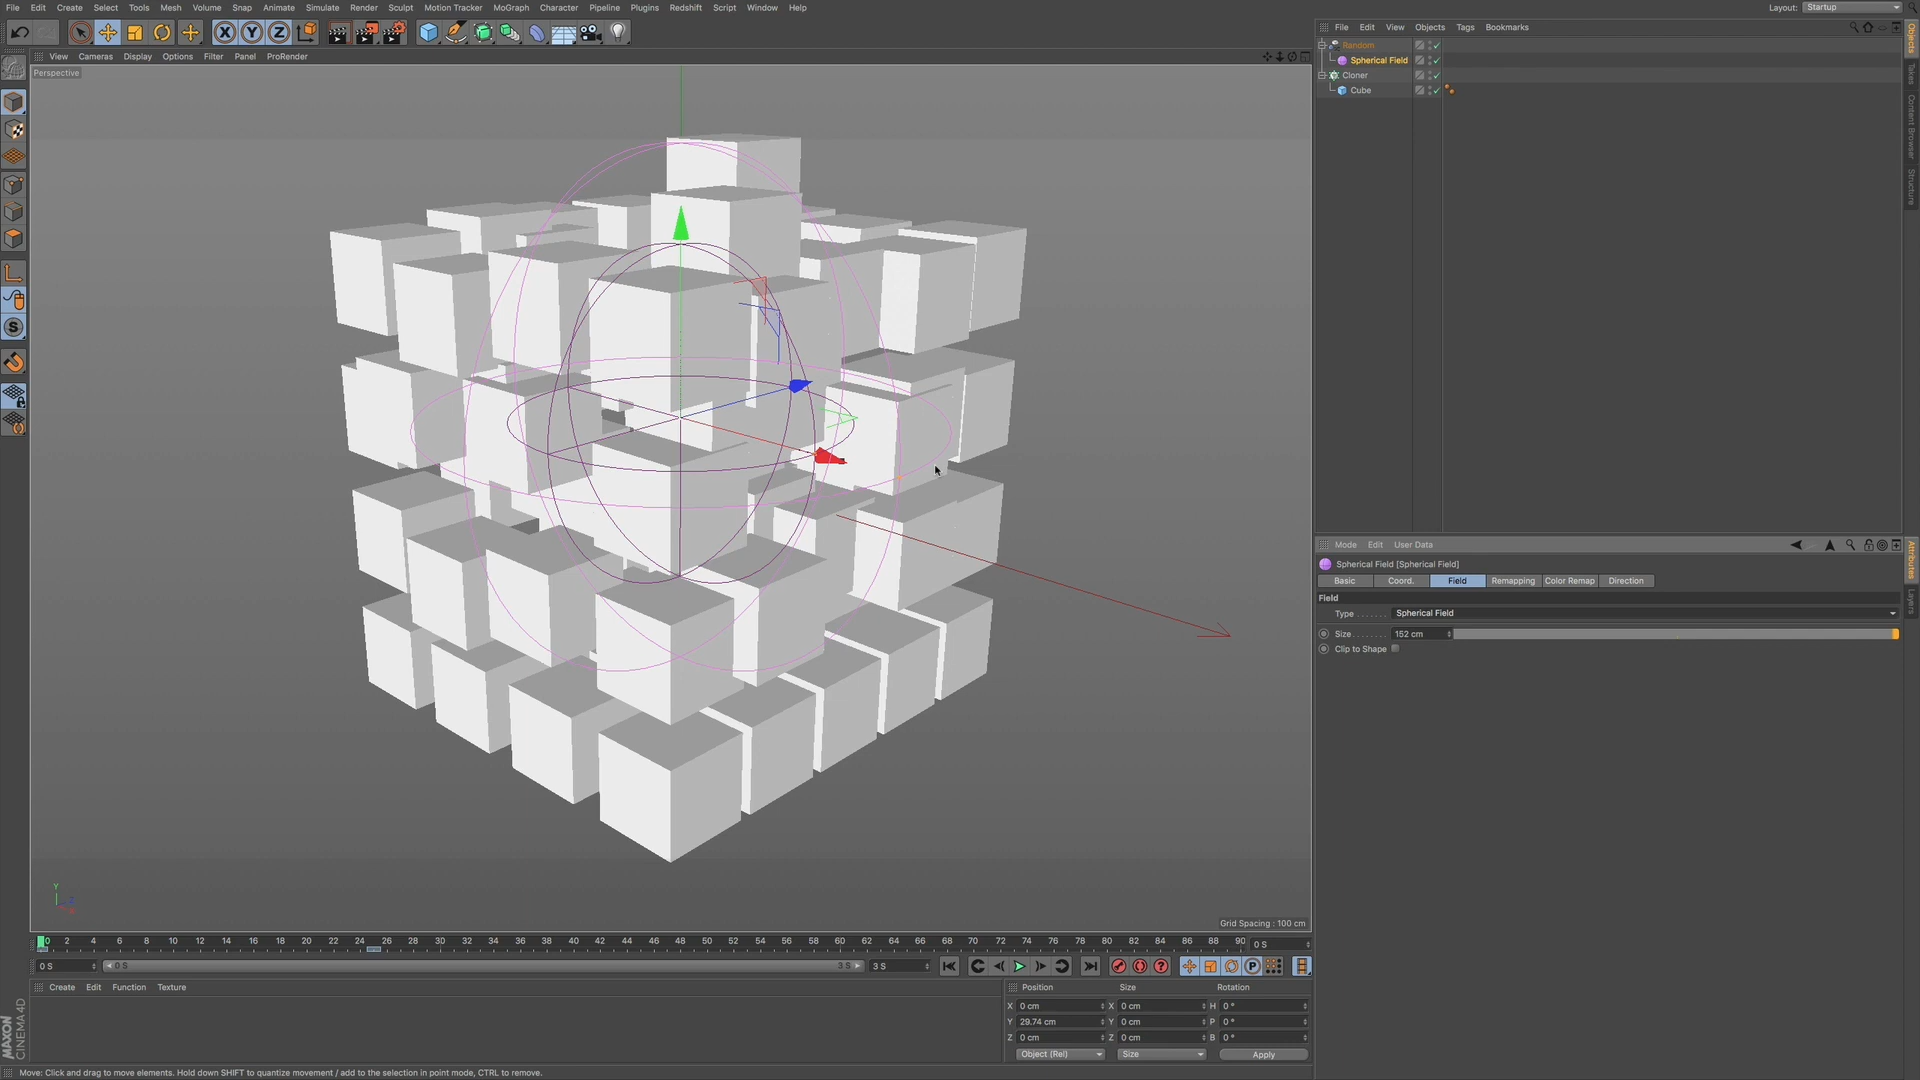 File Edit Create Select Tools Mesh Volume Snap Animate Simulate Render Sculpt Motion Tracker MoGraph Character Pipeline Plugins Redshift Script Window Help
Layout: Startup
File Edit View Objects Tags Bookmarks
Random
Spherical Field
Cloner
Cube
Objects
Takes
Content Browser
Structure
View Cameras Display Options Filter Panel ProRender
Perspective
Y
Z
X
Grid Spacing : 100 cm
Mode Edit User Data
Spherical Field [Spherical Field]
Basic Coord. Field Remapping Color Remap Direction
Field
Type Spherical Field
Size 152 cm
Clip to Shape
Attributes
Layers
0 2 4 6 8 10 12 14 16 18 20 22 24 26 28 30 32 34 36 38 40 42 44 46 48 50 52 54 56 58 60 62 64 66 68 70 72 74 76 78 80 82 84 86 88 90 0 S
0 S 0 S 3 S 3 S
Create Edit Function Texture
Position Size Rotation
X 0 cm X 0 cm H 0 °
Y 29.74 cm Y 0 cm P 0 °
Z 0 cm Z 0 cm B 0 °
Object (Rel) Size Apply
MAXON
CINEMA 4D
Move: Click and drag to move elements. Hold down SHIFT to quantize movement / add to the selection in point mode, CTRL to remove.